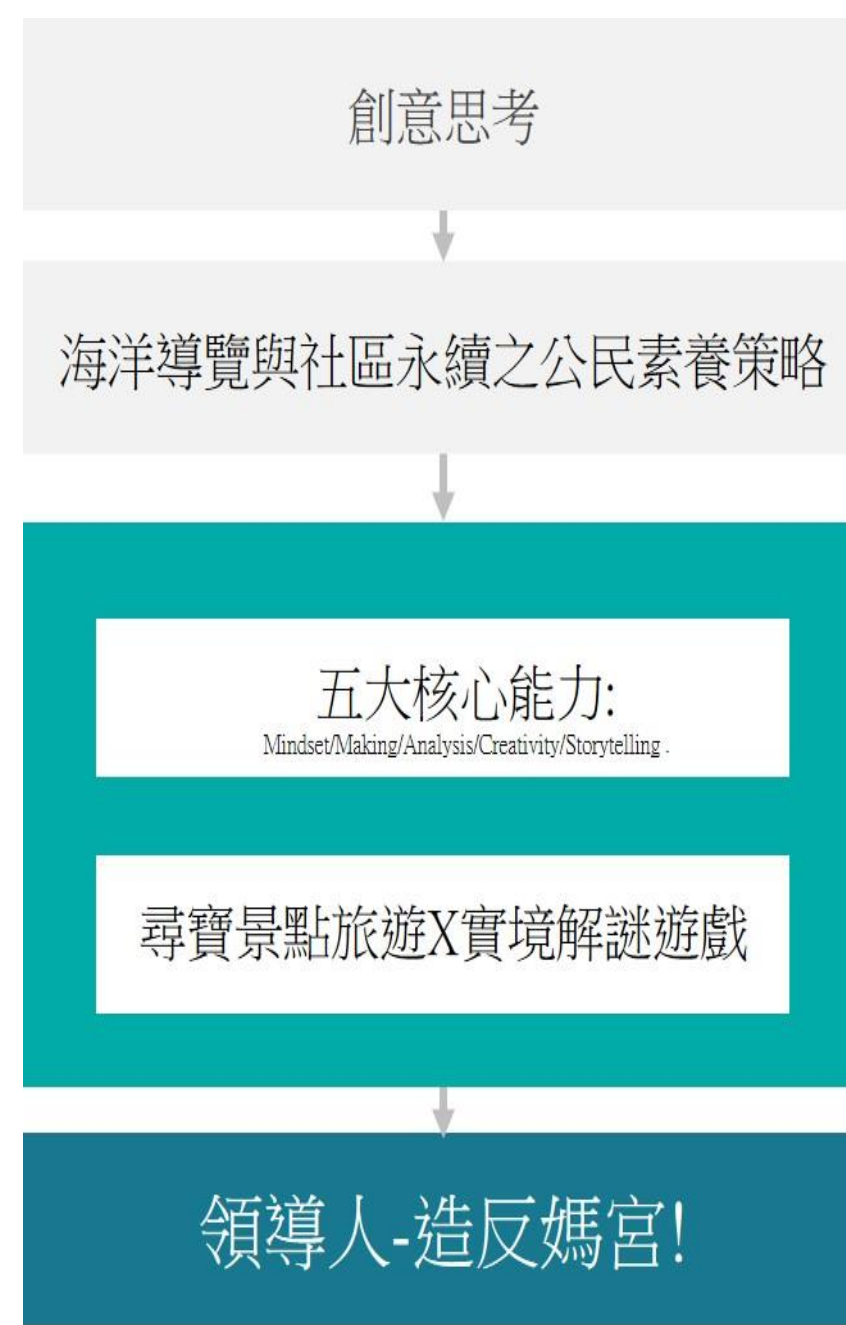 創意思考
海洋導覽與社區永續之公民素養策略
五大核心能力:
Mindset/Making/Analysis/Creativity/Storytelling .
尋寶景點旅遊X實境解謎遊戲
領導人-造反媽宮!